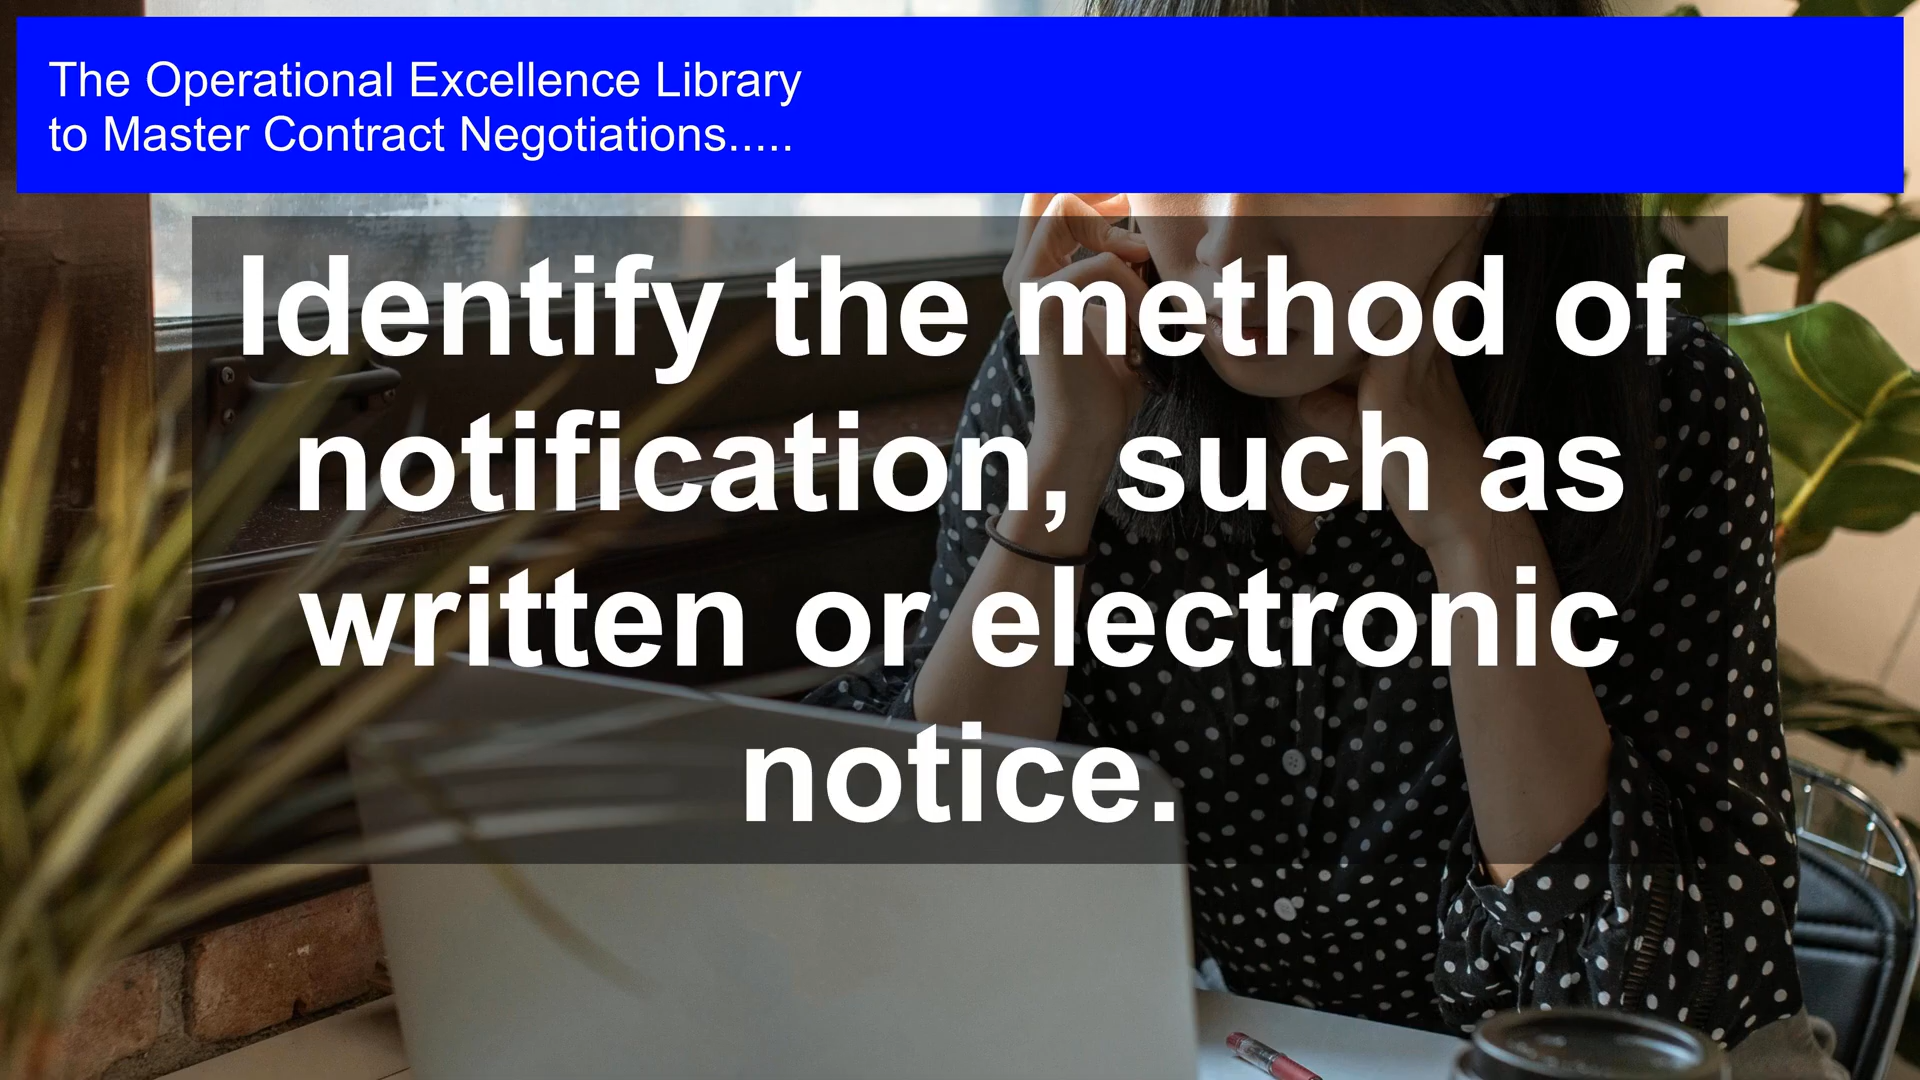 The Operational Excellence Library
to Master Contract Negotiations.....
Identify the method of
notification, such as
written or electronic
notice.